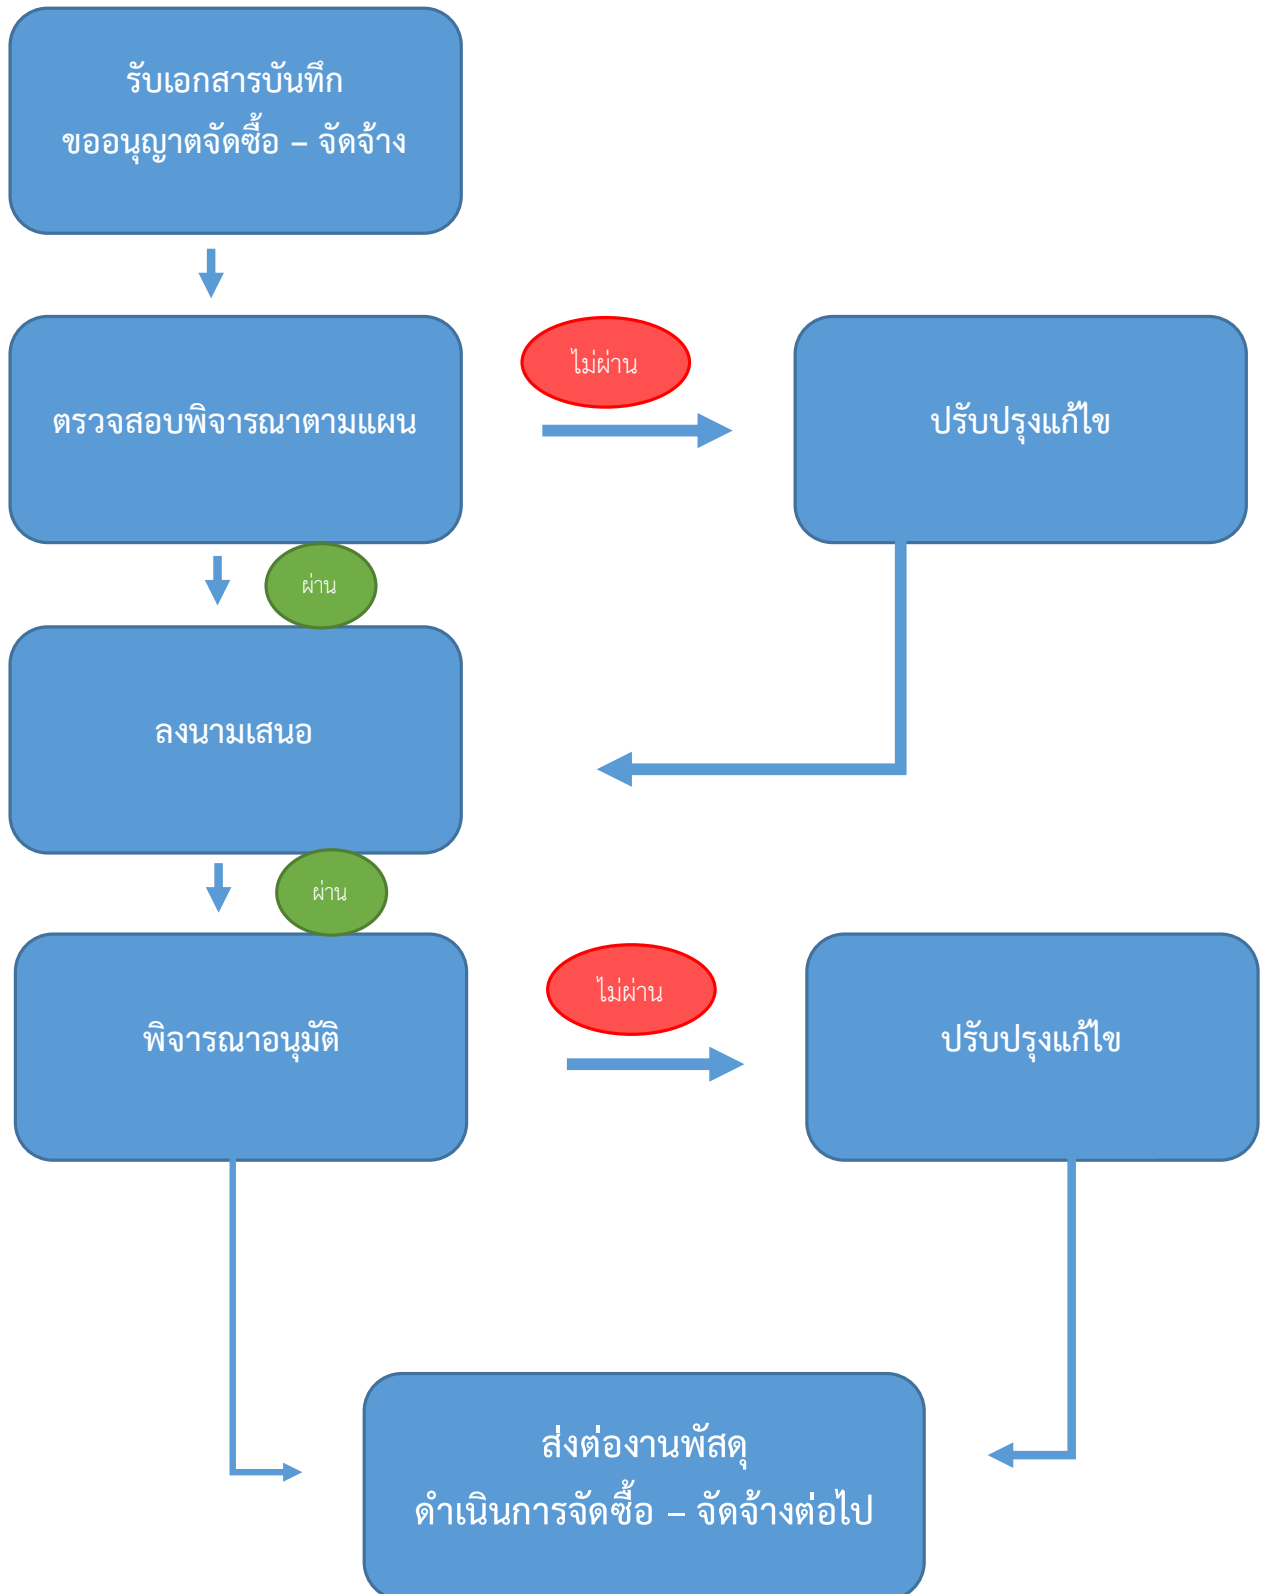 รับเอกสารบันทึก
ขออนุญาตจัดซื้อ – จัดจ้าง
ตรวจสอบพิจารณาตามแผน
ไม่ผ่าน
ปรับปรุงแก้ไข
ผ่าน
ลงนามเสนอ
ผ่าน
พิจารณาอนุมัติ
ไม่ผ่าน
ปรับปรุงแก้ไข
ส่งต่องานพัสดุ
ดำเนินการจัดซื้อ – จัดจ้างต่อไป